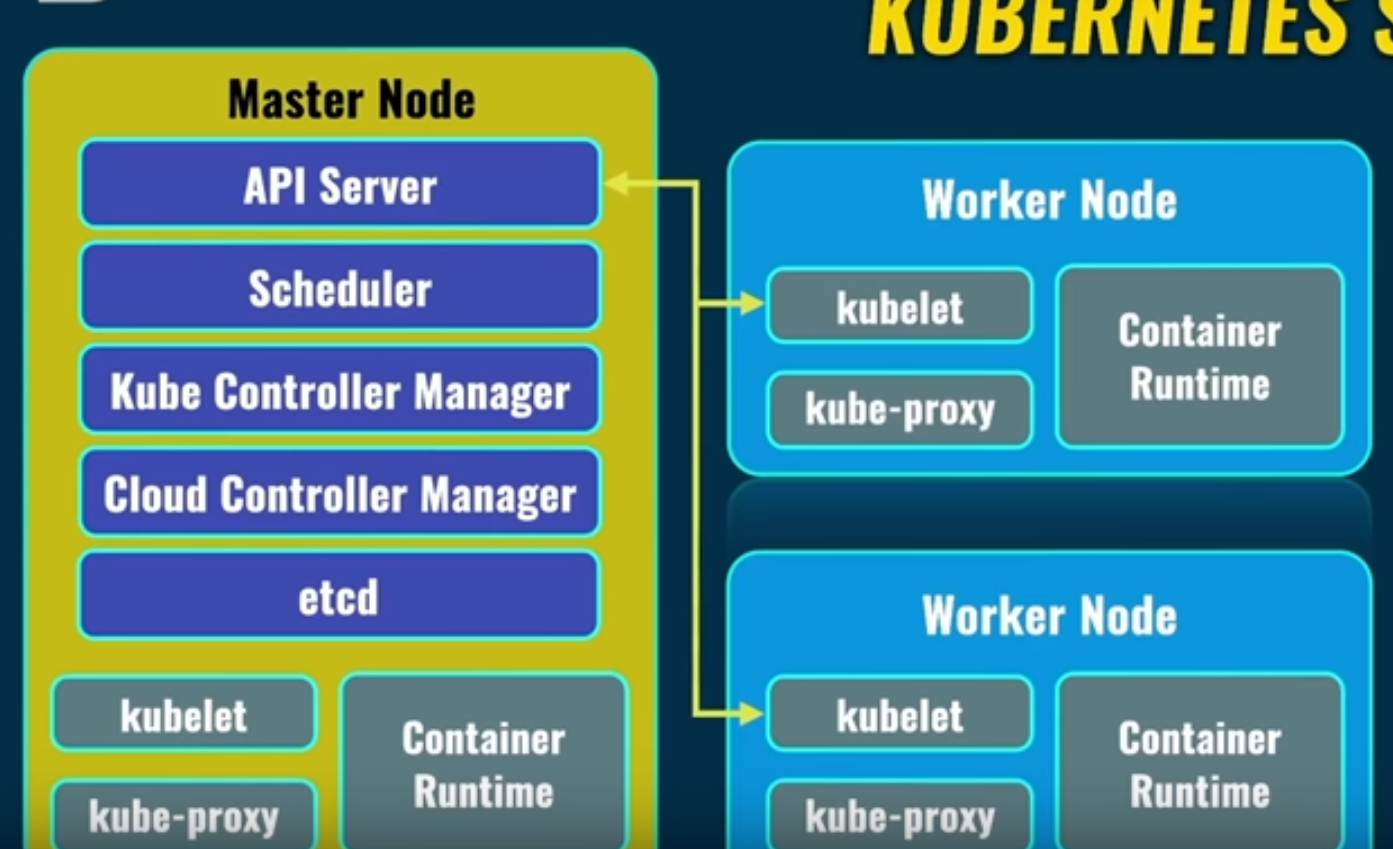 KUBERNETES
Master Node
API Server
Scheduler
Kube Controller Manager
Cloud Controller Manager
etcd
kubelet
kube-proxy
Container
Runtime
Worker Node
kubelet
kube-proxy
Container
Runtime
Worker Node
kubelet
kube-proxy
Container
Runtime